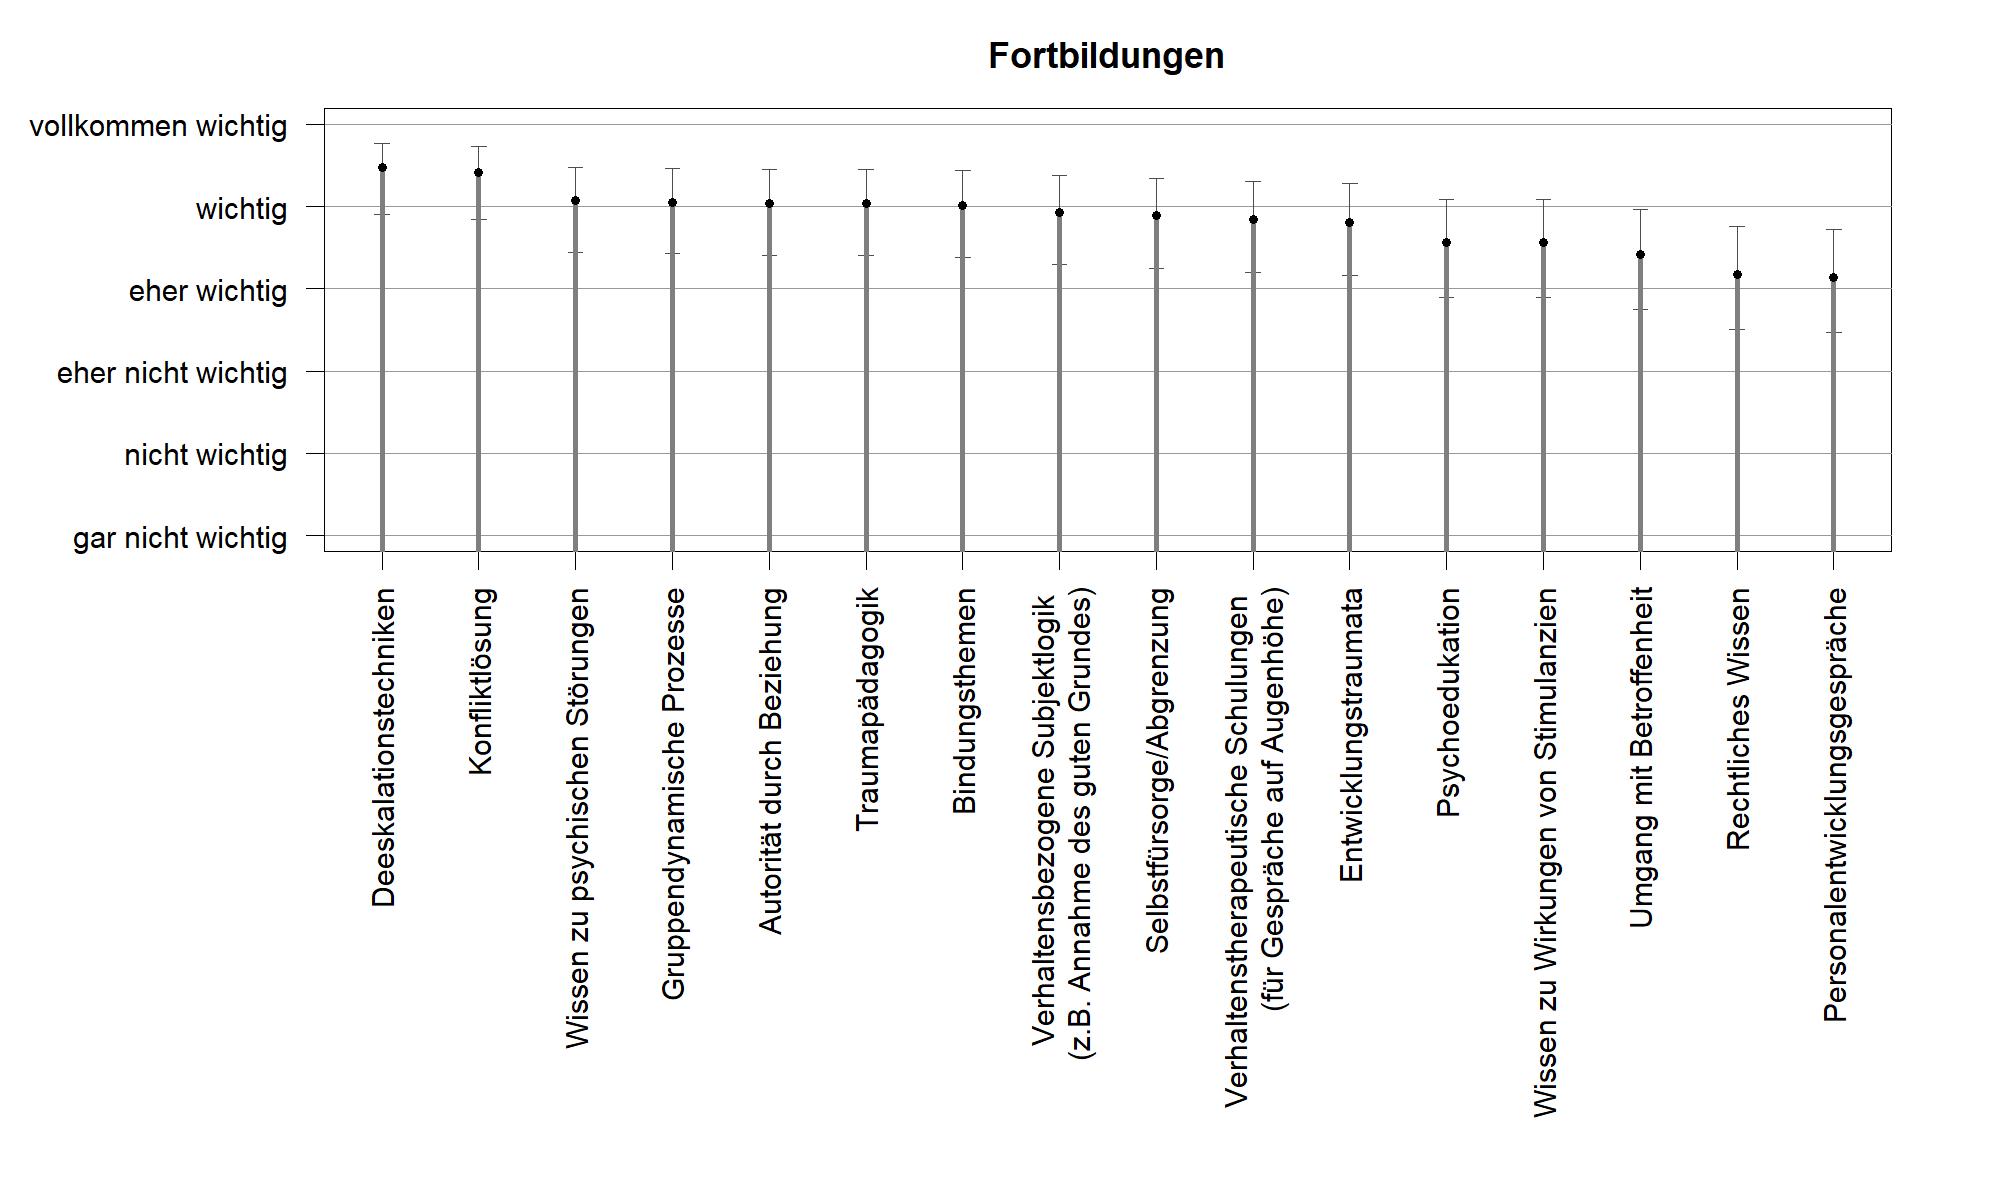 Fortbildungen
vollkommen wichtig
wichtig
eher wichtig
eher nicht wichtig
nicht wichtig
gar nicht wichtig
Deeskalationstechniken
Konfliktlösung
Wissen zu psychischen Störungen
Gruppendynamische Prozesse
Autorität durch Beziehung
Traumapädagogik
Bindungsthemen
Verhaltensbezogene Subjektlogik
(z.B. Annahme des guten Grundes)
Selbstfürsorge/Abgrenzung
Verhaltenstherapeutische Schulungen
(für Gespräche auf Augenhöhe)
Entwicklungstraumata
Psychoedukation
Wissen zu Wirkungen von Stimulanzien
Umgang mit Betroffenheit
Rechtliches Wissen
Personalentwicklungsgespräche